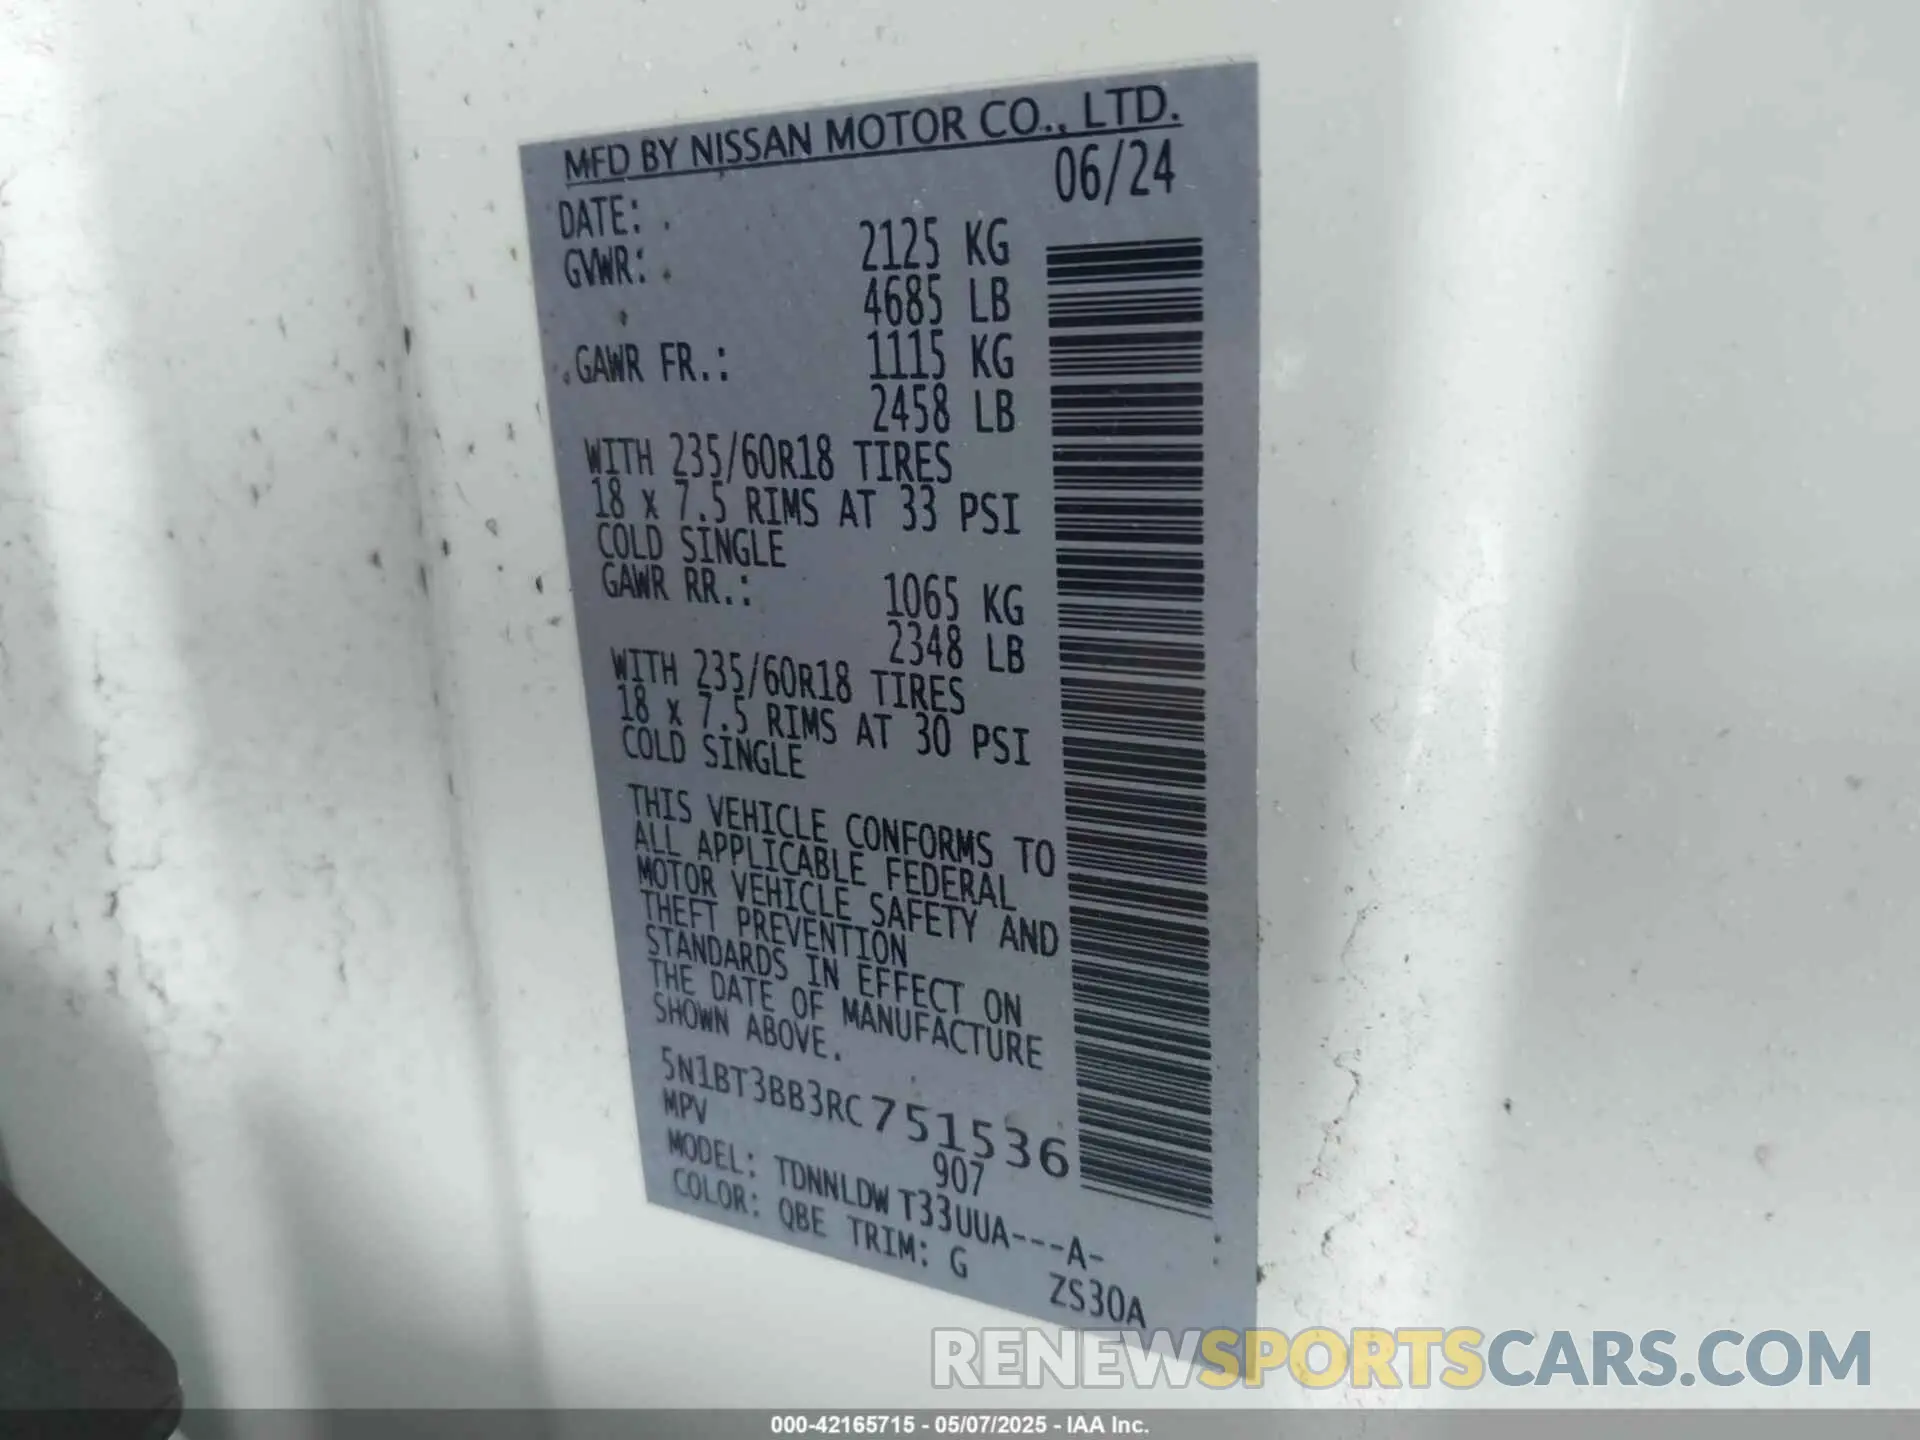 MFD BY NISSAN MOTOR CO., LTD.
DATE: 06/24
GVWR: 2125 KG
4685 LB
GAWR FR.: 1115 KG
2458 LB
WITH 235/60R18 TIRES
18 x 7.5 RIMS AT 33 PSI
COLD SINGLE
GAWR RR.: 1065 KG
2348 LB
WITH 235/60R18 TIRES
18 x 7.5 RIMS AT 30 PSI
COLD SINGLE
THIS VEHICLE CONFORMS TO
ALL APPLICABLE FEDERAL
MOTOR VEHICLE SAFETY AND
THEFT PREVENTION
STANDARDS IN EFFECT ON
THE DATE OF MANUFACTURE
SHOWN ABOVE.
5N1BT3BB3RC751536
MPV 907
MODEL: TDNNLDW T33UUA---A-
COLOR: QBE TRIM: G ZS30A
RENEWSPORTSCARS.COM
000-42165715 - 05/07/2025 - IAA Inc.